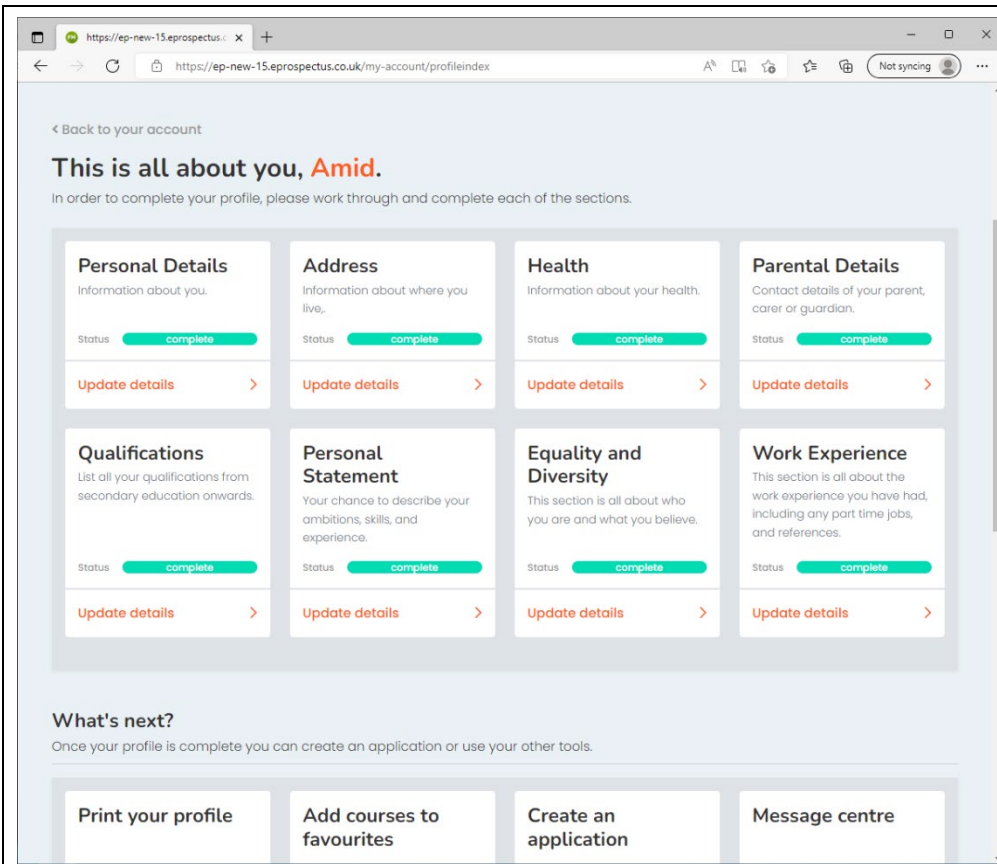 https://ep-new-15.eprospectus.c
https://ep-new-15.eprospectus.co.uk/my-account/profileindex
Not syncing
Back to your account
This is all about you, Amid.
In order to complete your profile, please work through and complete each of the sections.
Personal Details
Information about you.
Status complete
Update details
Address
Information about where you
live,.
Status complete
Update details
Health
Information about your health.
Status complete
Update details
Parental Details
Contact details of your parent,
carer or guardian.
Status complete
Update details
Qualifications
List all your qualifications from
secondary education onwards.
Status complete
Update details
Personal
Statement
Your chance to describe your
ambitions, skills, and
experience.
Status complete
Update details
Equality and
Diversity
This section is all about who
you are and what you believe.
Status complete
Update details
Work Experience
This section is all about the
work experience you have had,
including any part time jobs,
and references.
Status complete
Update details
What's next?
Once your profile is complete you can create an application or use your other tools.
Print your profile
Add courses to
favourites
Create an
application
Message centre